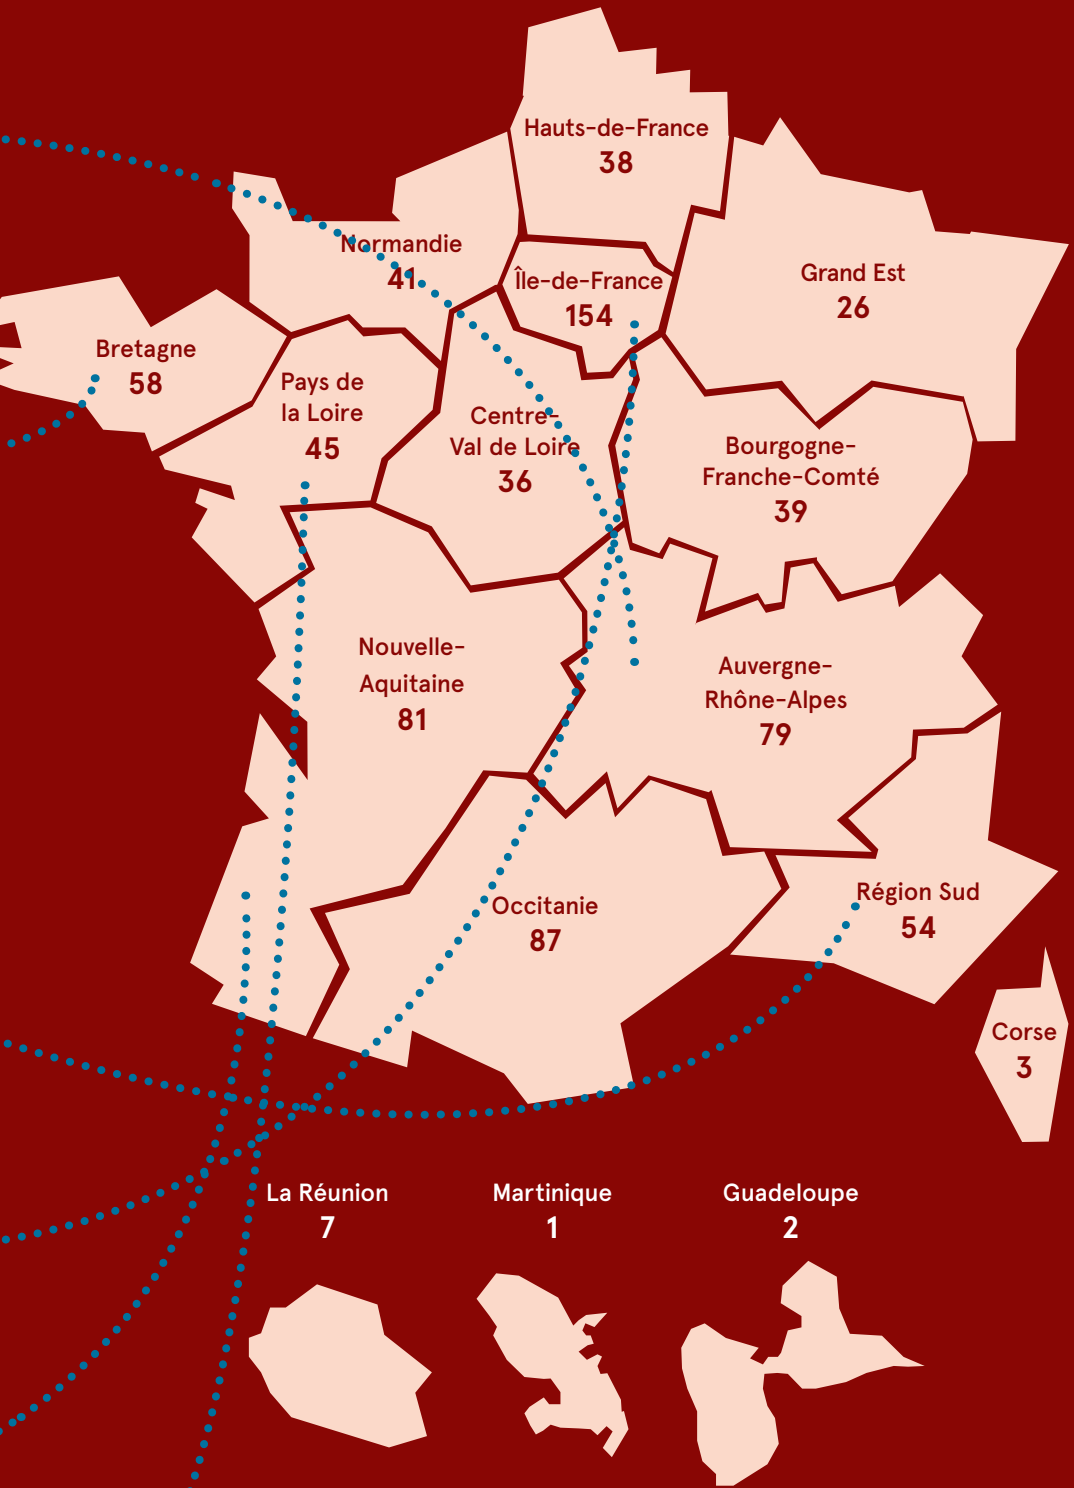 Hauts-de-France
38
Normandie
41
Île-de-France
154
Grand Est
26
Bretagne
58
Pays de
la Loire
45
Centre-
Val de Loire
36
Bourgogne-
Franche-Comté
39
Nouvelle-
Aquitaine
81
Auvergne-
Rhône-Alpes
79
Occitanie
87
Région Sud
54
Corse
3
La Réunion
7
Martinique
1
Guadeloupe
2